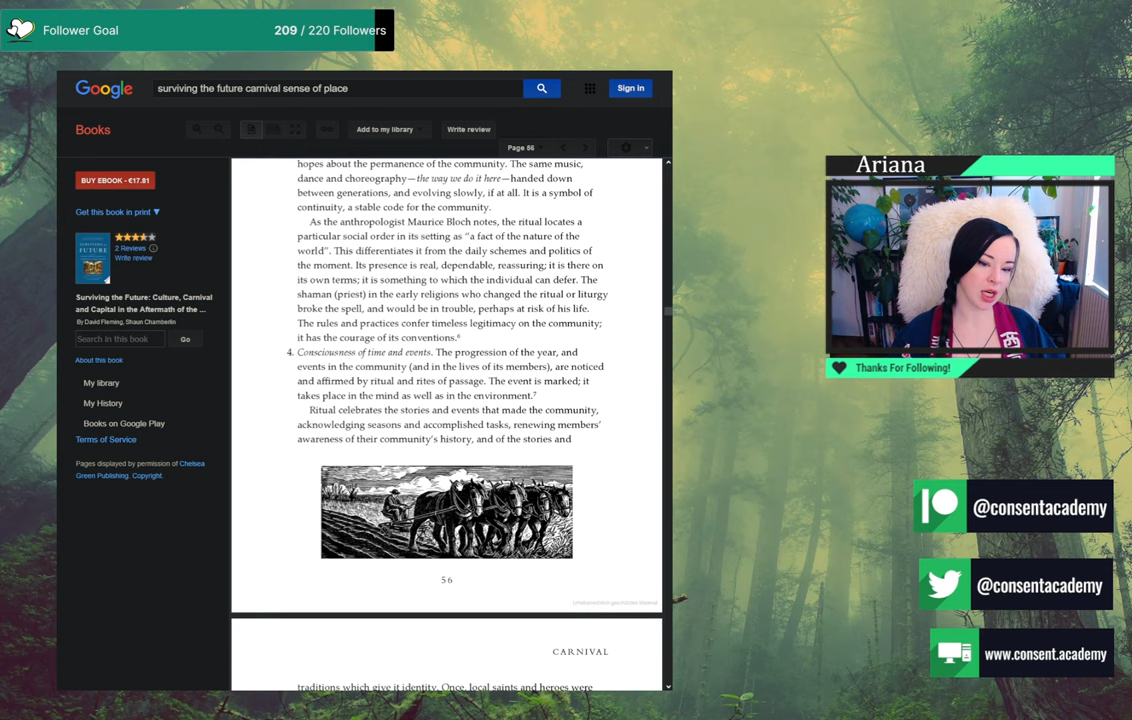 Follower Goal
209 / 220 Followers
Google
surviving the future carnival sense of place
Sign in
Books
Add to my library
Write review
Page 56
BUY EBOOK - €17.81
Get this book in print ▼
2 Reviews
Write review
Surviving the Future: Culture, Carnival
and Capital in the Aftermath of the ...
By David Fleming, Shaun Chamberlin
Search in this book
Go
About this book
My library
My History
Books on Google Play
Terms of Service
Pages displayed by permission of Chelsea
Green Publishing. Copyright.
hopes about the permanence of the community. The same music,
dance and choreography—the way we do it here—handed down
between generations, and evolving slowly, if at all. It is a symbol of
continuity, a stable code for the community.
As the anthropologist Maurice Bloch notes, the ritual locates a
particular social order in its setting as “a fact of the nature of the
world”. This differentiates it from the daily schemes and politics of
the moment. Its presence is real, dependable, reassuring; it is there on
its own terms; it is something to which the individual can defer. The
shaman (priest) in the early religions who changed the ritual or liturgy
broke the spell, and would be in trouble, perhaps at risk of his life.
The rules and practices confer timeless legitimacy on the community;
it has the courage of its conventions.⁶
4. Consciousness of time and events. The progression of the year, and
events in the community (and in the lives of its members), are noticed
and affirmed by ritual and rites of passage. The event is marked; it
takes place in the mind as well as in the environment.⁷
Ritual celebrates the stories and events that made the community,
acknowledging seasons and accomplished tasks, renewing members’
awareness of their community’s history, and of the stories and
56
CARNIVAL
traditions which give it identity. Once, local saints and heroes were
Ariana
Thanks For Following!
@consentacademy
@consentacademy
www.consent.academy